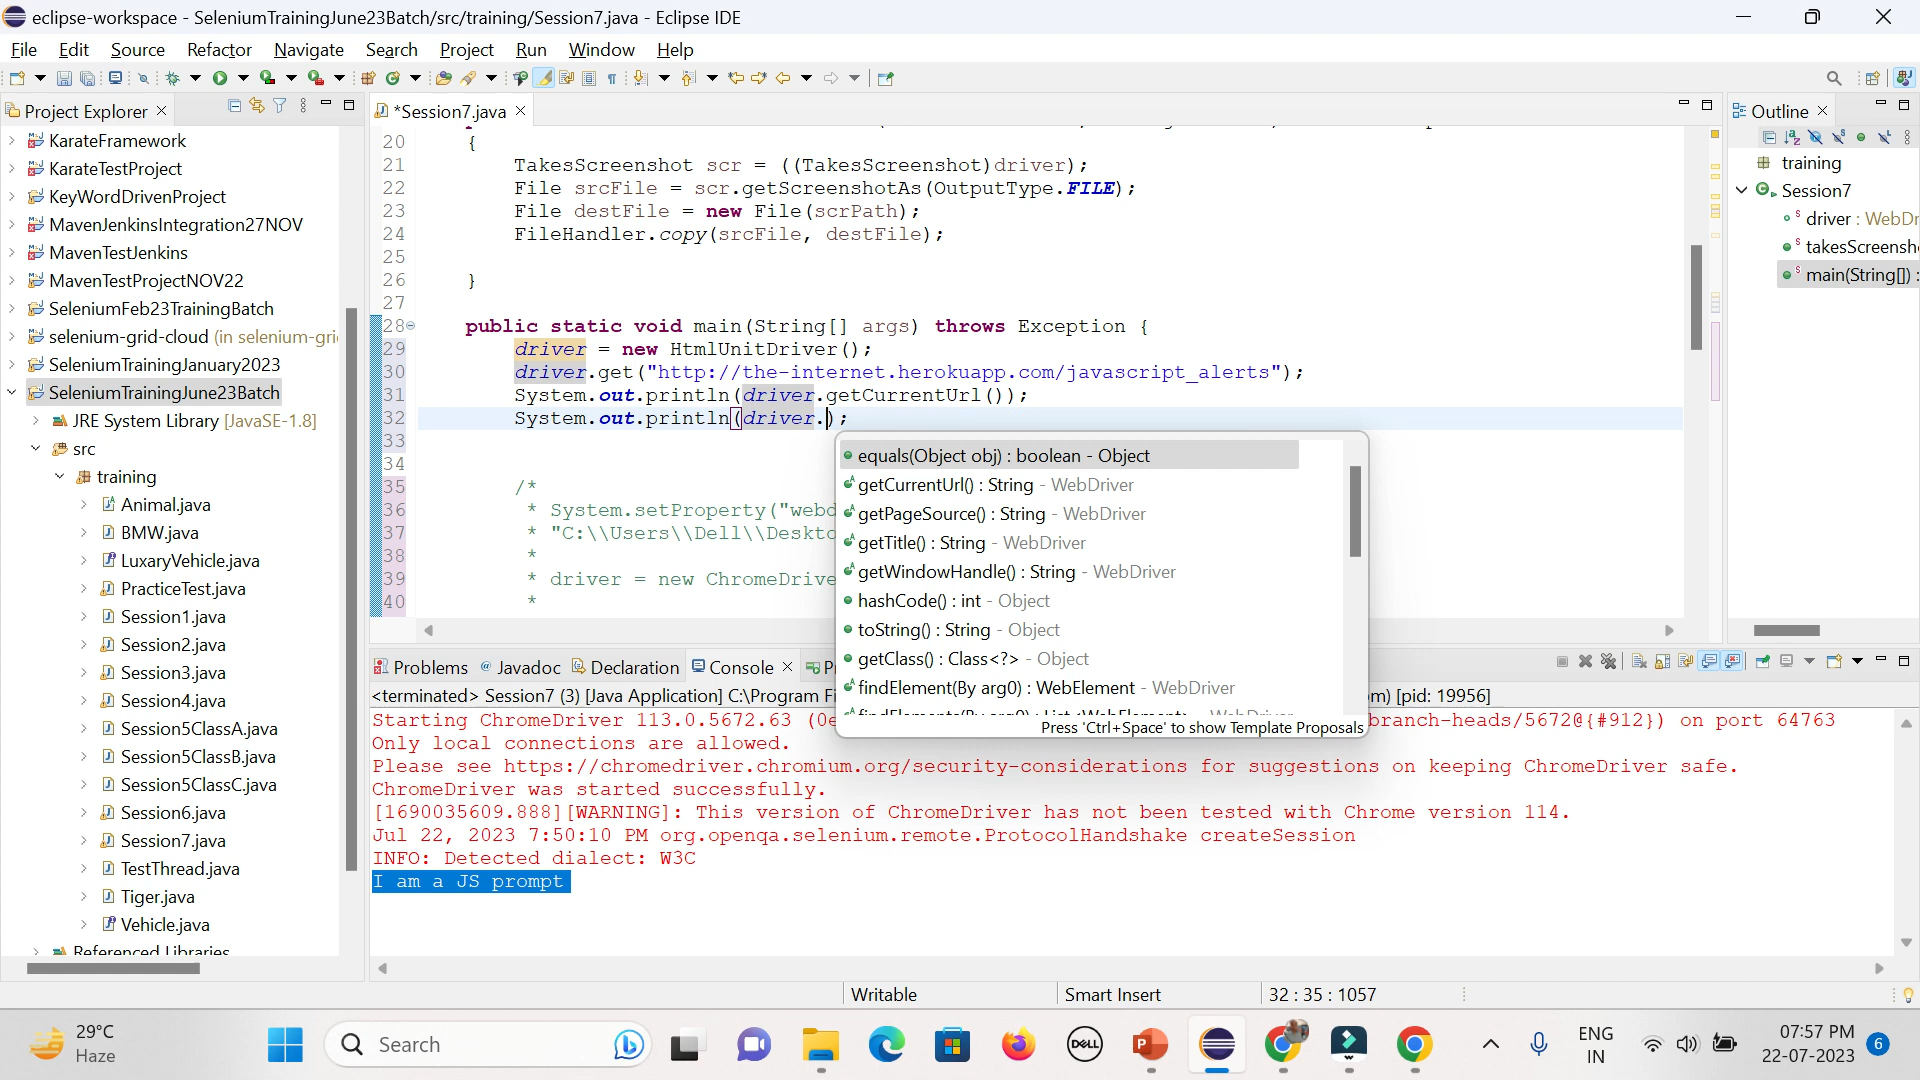 eclipse-workspace - SeleniumTrainingJune23Batch/src/training/Session7.java - Eclipse IDE
File Edit Source Refactor Navigate Search Project Run Window Help
Project Explorer
*Session7.java
Outline
KarateFramework
KarateTestProject
KeyWordDrivenProject
MavenJenkinsIntegration27NOV
MavenTestJenkins
MavenTestProjectNOV22
SeleniumFeb23TrainingBatch
selenium-grid-cloud (in selenium-gri
SeleniumTrainingJanuary2023
SeleniumTrainingJune23Batch
JRE System Library [JavaSE-1.8]
src
training
Animal.java
BMW.java
LuxaryVehicle.java
PracticeTest.java
Session1.java
Session2.java
Session3.java
Session4.java
Session5ClassA.java
Session5ClassB.java
Session5ClassC.java
Session6.java
Session7.java
TestThread.java
Tiger.java
Vehicle.java
Referenced Libraries
20 {
21 TakesScreenshot scr = ((TakesScreenshot)driver);
22 File srcFile = scr.getScreenshotAs(OutputType.FILE);
23 File destFile = new File(scrPath);
24 FileHandler.copy(srcFile, destFile);
25
26 }
27
28 public static void main(String[] args) throws Exception {
29 driver = new HtmlUnitDriver();
30 driver.get("http://the-internet.herokuapp.com/javascript_alerts");
31 System.out.println(driver.getCurrentUrl());
32 System.out.println(driver.);
33
34
35 /*
36 * System.setProperty("webd
37 * "C:\\Users\\Dell\\Deskto
38 *
39 * driver = new ChromeDrive
40 *
equals(Object obj) : boolean - Object
getCurrentUrl() : String - WebDriver
getPageSource() : String - WebDriver
getTitle() : String - WebDriver
getWindowHandle() : String - WebDriver
hashCode() : int - Object
toString() : String - Object
getClass() : Class<?> - Object
findElement(By arg0) : WebElement - WebDriver
Press 'Ctrl+Space' to show Template Proposals
training
Session7
driver : WebDr
takesScreensh
main(String[]) :
Problems Javadoc Declaration Console Pr
<terminated> Session7 (3) [Java Application] C:\Program Fi m) [pid: 19956]
Starting ChromeDriver 113.0.5672.63 (0e branch-heads/5672@{#912}) on port 64763
Only local connections are allowed.
Please see https://chromedriver.chromium.org/security-considerations for suggestions on keeping ChromeDriver safe.
ChromeDriver was started successfully.
[1690035609.888][WARNING]: This version of ChromeDriver has not been tested with Chrome version 114.
Jul 22, 2023 7:50:10 PM org.openqa.selenium.remote.ProtocolHandshake createSession
INFO: Detected dialect: W3C
I am a JS prompt
Writable Smart Insert 32 : 35 : 1057
29°C
Haze
Search
DELL
ENG
IN
07:57 PM
22-07-2023
6